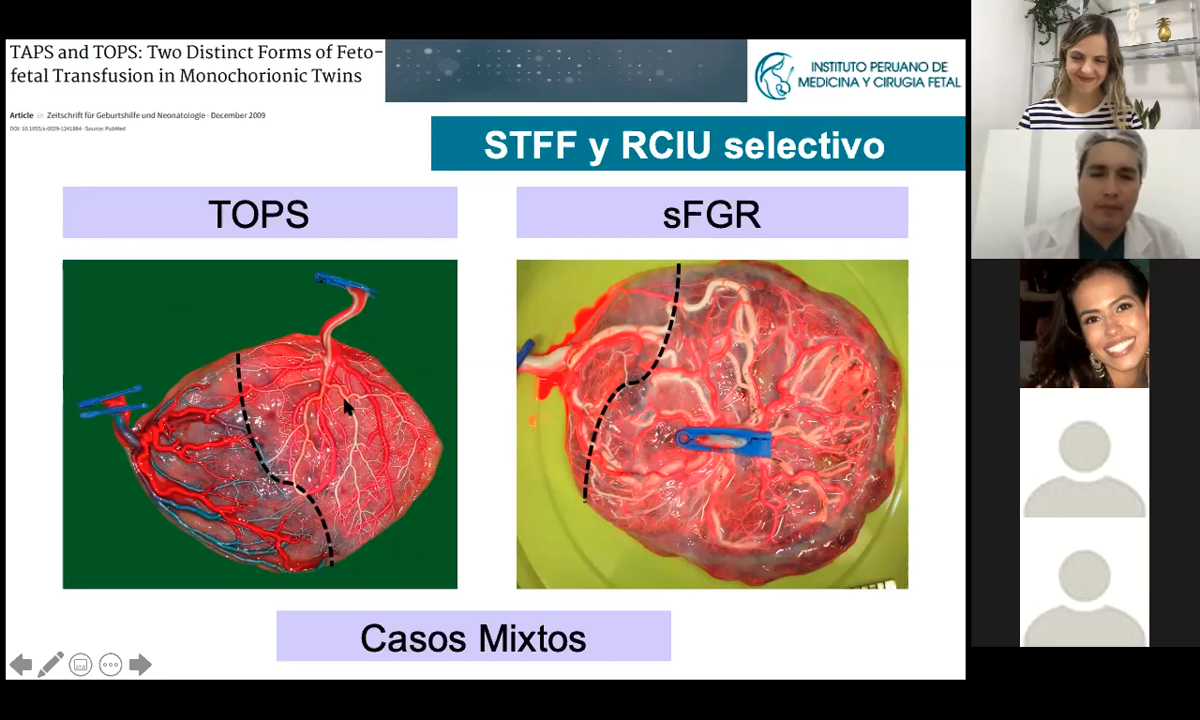 TAPS and TOPS: Two Distinct Forms of Feto-
fetal Transfusion in Monochorionic Twins
Article in Zeitschrift für Geburtshilfe und Neonatologie · December 2009
DOI: 10.1055/s-0029-1241884 · Source: PubMed
INSTITUTO PERUANO DE
MEDICINA Y CIRUGIA FETAL
STFF y RCIU selectivo
TOPS
sFGR
Casos Mixtos